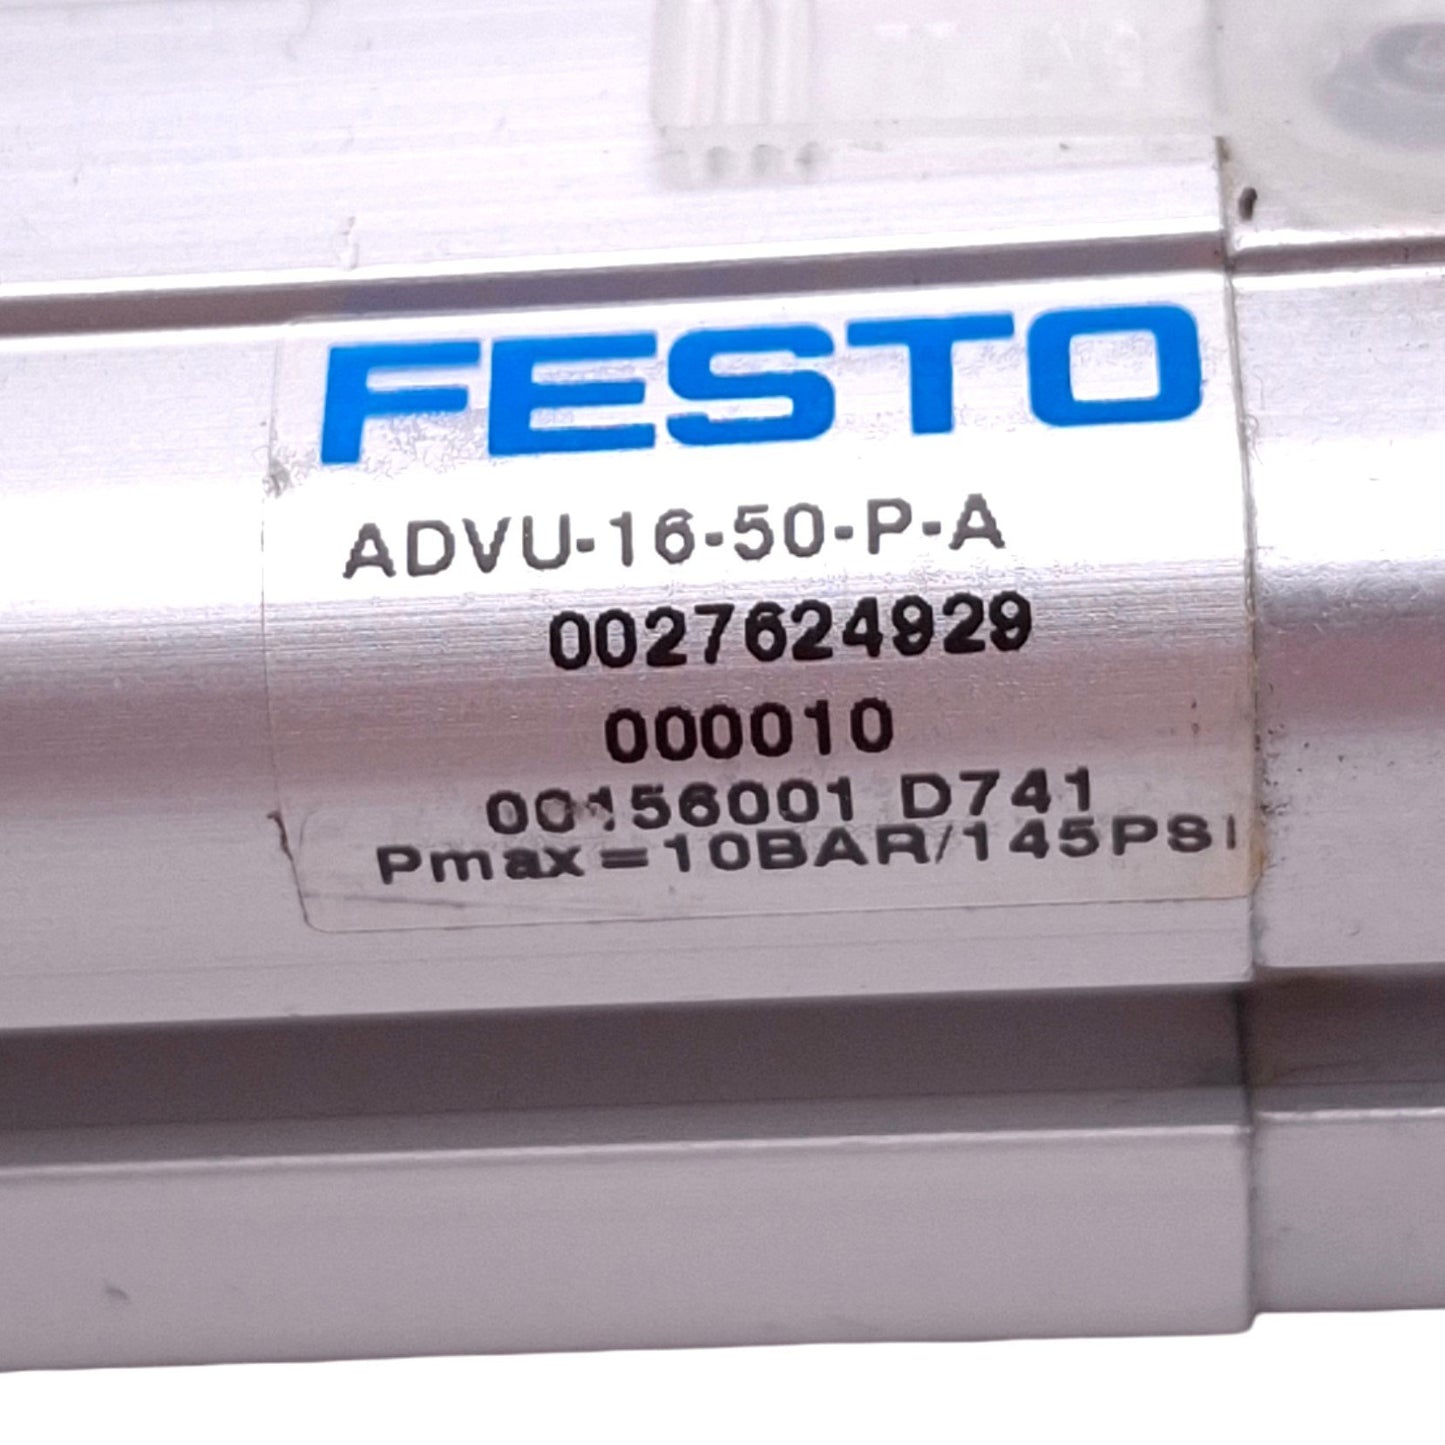 FESTO
ADVU-16-50-P-A
0027624929
000010
00156001 D741
Pmax=10BAR/145PSI